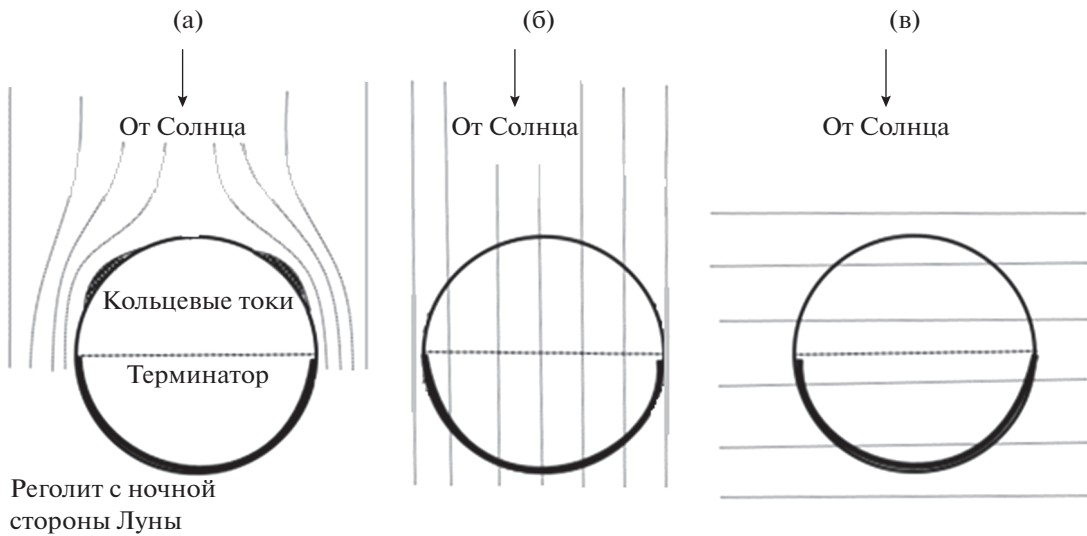 (а)
(б)
(в)
От Солнца
От Солнца
От Солнца
Кольцевые токи
Терминатор
Реголит с ночной
стороны Луны